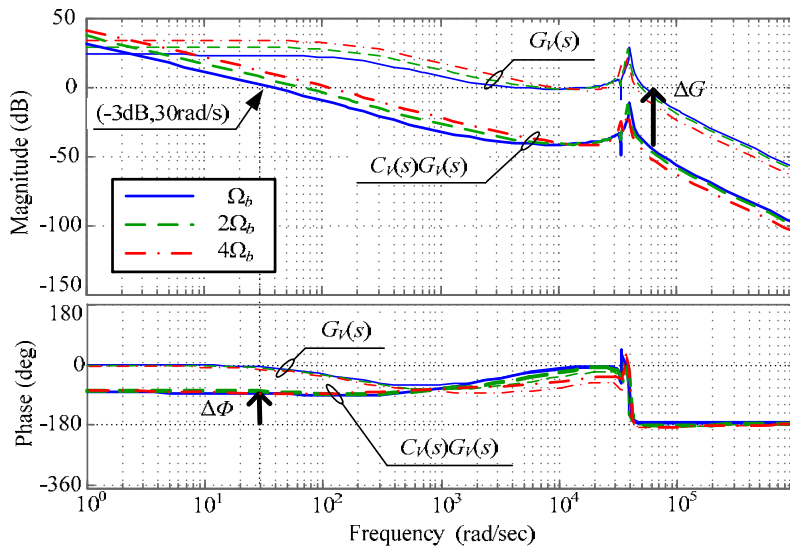 50
0
-50
-100
-150
Magnitude (dB)
G_V(s)
ΔG
(-3dB,30rad/s)
C_V(s)G_V(s)
Ω_b
2Ω_b
4Ω_b
180
0
-180
-360
Phase (deg)
G_V(s)
ΔΦ
C_V(s)G_V(s)
10^0
10^1
10^2
10^3
10^4
10^5
Frequency (rad/sec)